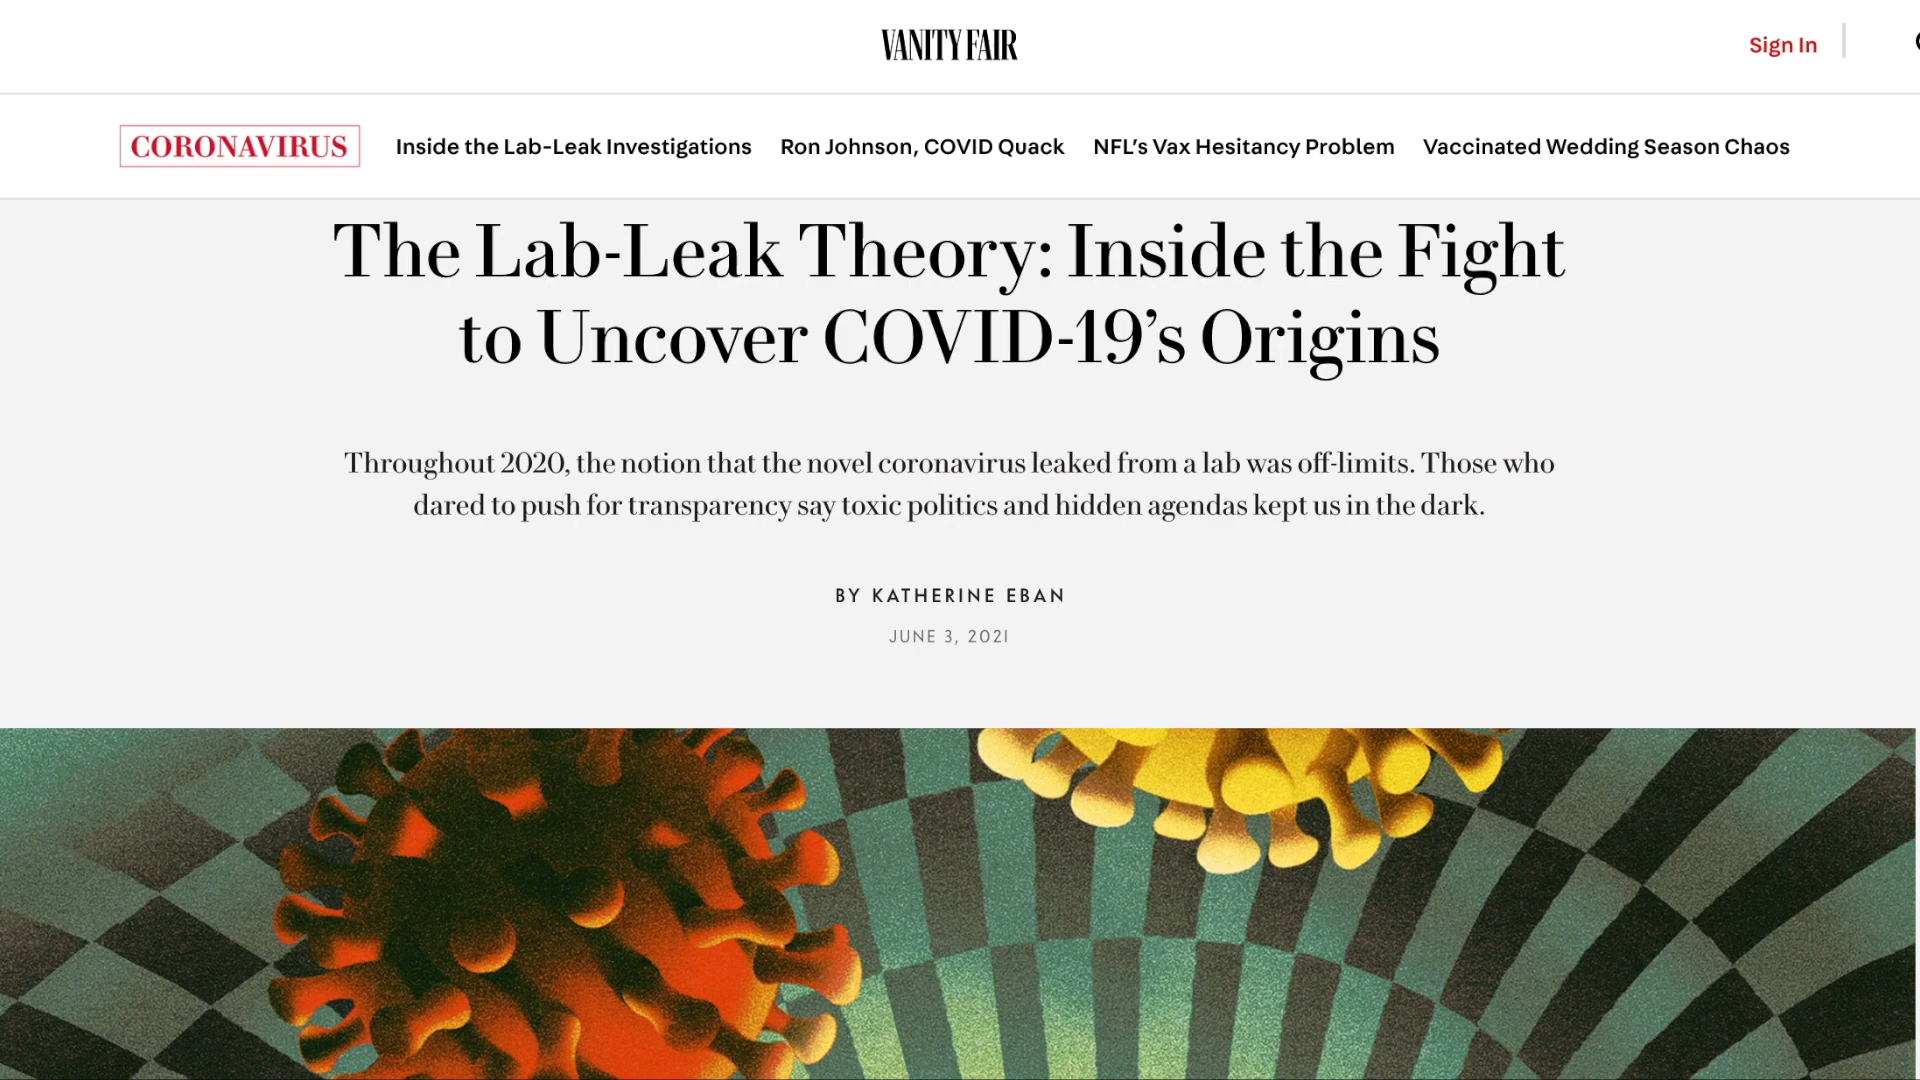 VANITY FAIR
Sign In
CORONAVIRUS
Inside the Lab-Leak Investigations
Ron Johnson, COVID Quack
NFL's Vax Hesitancy Problem
Vaccinated Wedding Season Chaos
The Lab-Leak Theory: Inside the Fight
to Uncover COVID-19’s Origins
Throughout 2020, the notion that the novel coronavirus leaked from a lab was off-limits. Those who
dared to push for transparency say toxic politics and hidden agendas kept us in the dark.
BY KATHERINE EBAN
JUNE 3, 2021